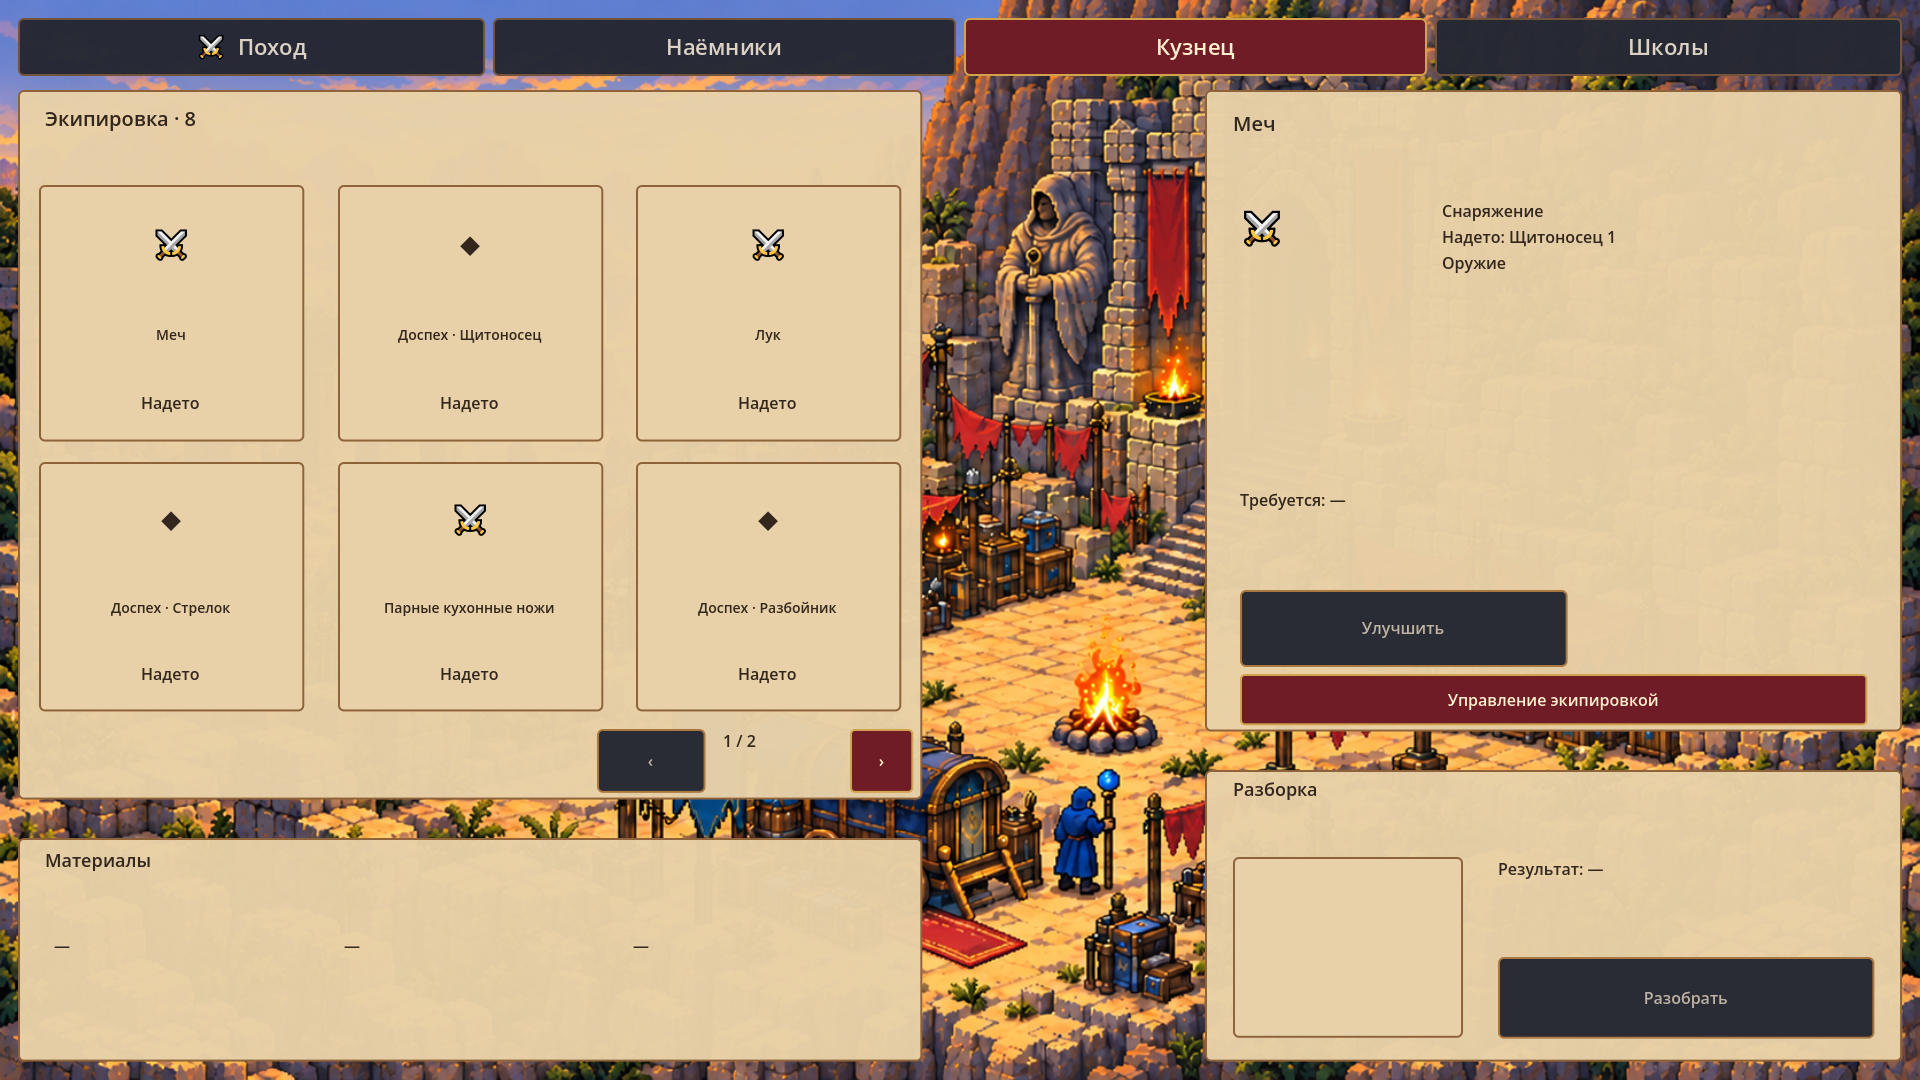 Поход
Наёмники
Кузнец
Школы
Экипировка · 8
Меч
Надето
Доспех · Щитоносец
Надето
Лук
Надето
Доспех · Стрелок
Надето
Парные кухонные ножи
Надето
Доспех · Разбойник
Надето
‹
1 / 2
›
Материалы
—
—
—
Меч
Снаряжение
Надето: Щитоносец 1
Оружие
Требуется: —
Улучшить
Управление экипировкой
Разборка
Результат: —
Разобрать